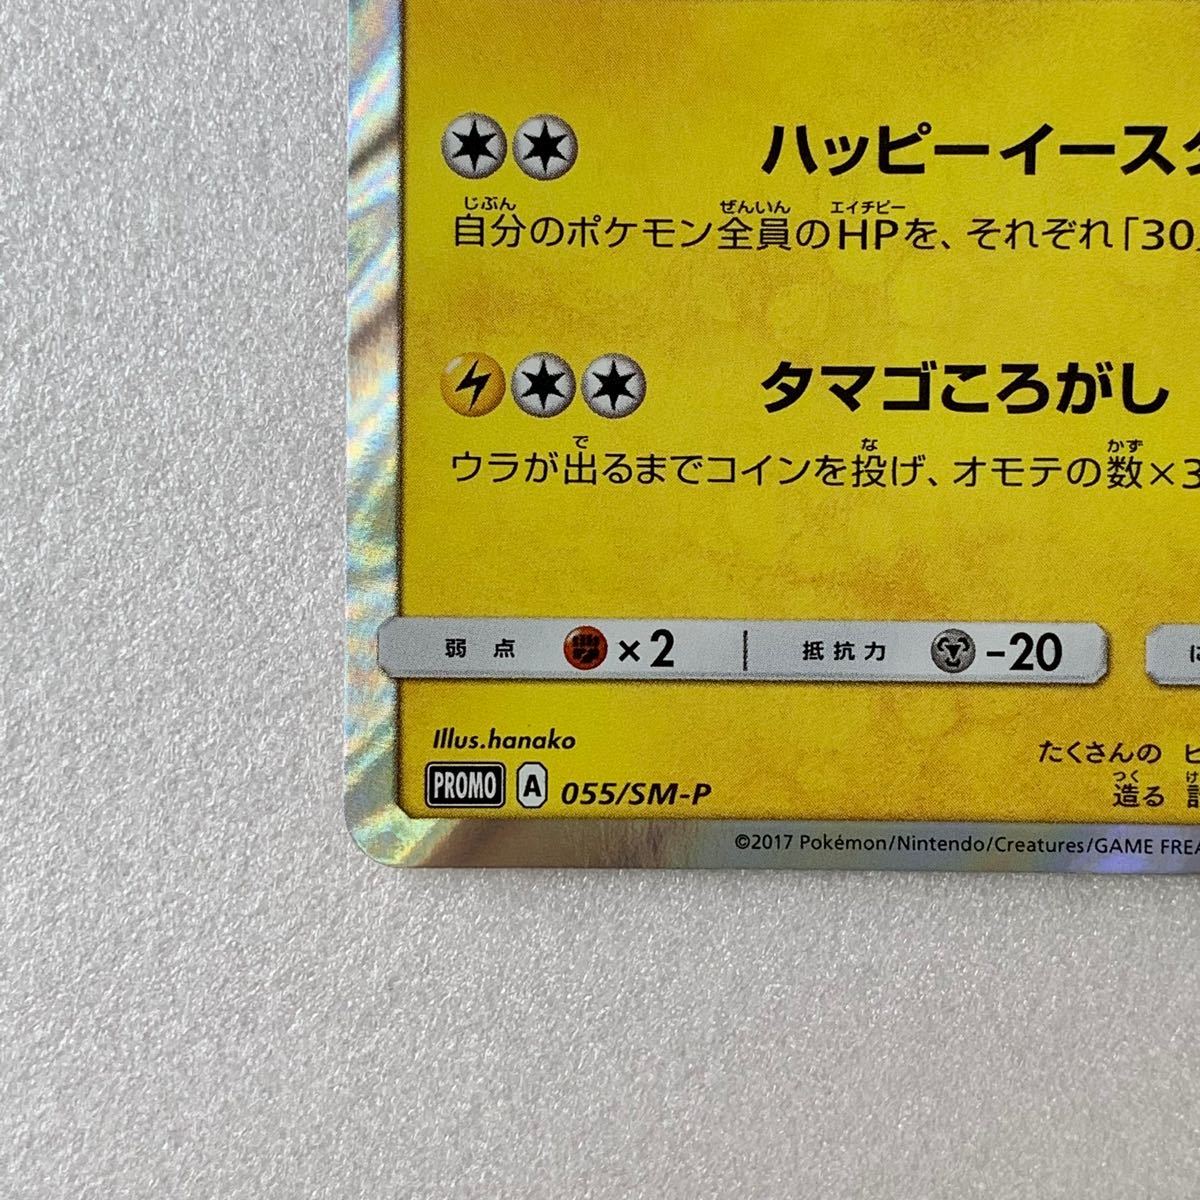 ハッピーイースタ
じぶん ぜんいん エイチピー
自分のポケモン全員のHPを、それぞれ「30
タマゴころがし
で な かず
ウラが出るまでコインを投げ、オモテの数×3
弱点 ×2 抵抗力 -20
Illus.hanako
たくさんの ピ
つく
造る
PROMO A 055/SM-P
©2017 Pokémon/Nintendo/Creatures/GAME FREA